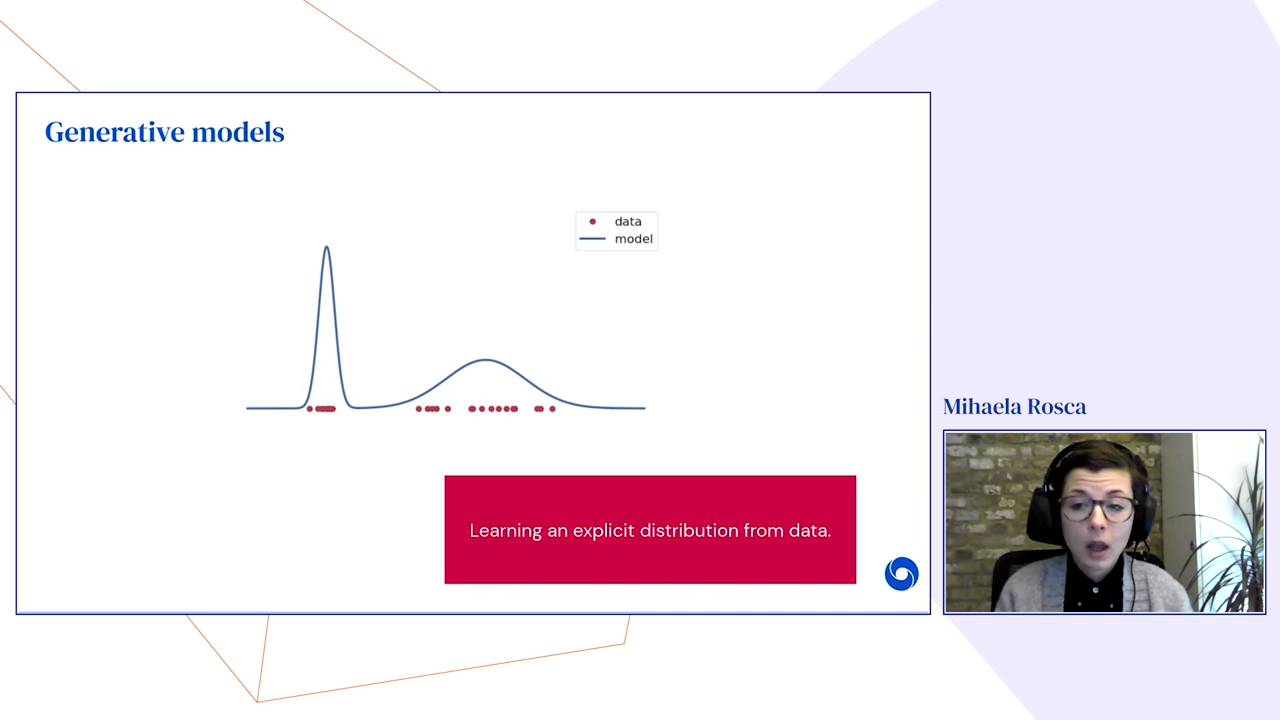 Generative models
data
model
Learning an explicit distribution from data.
Mihaela Rosca